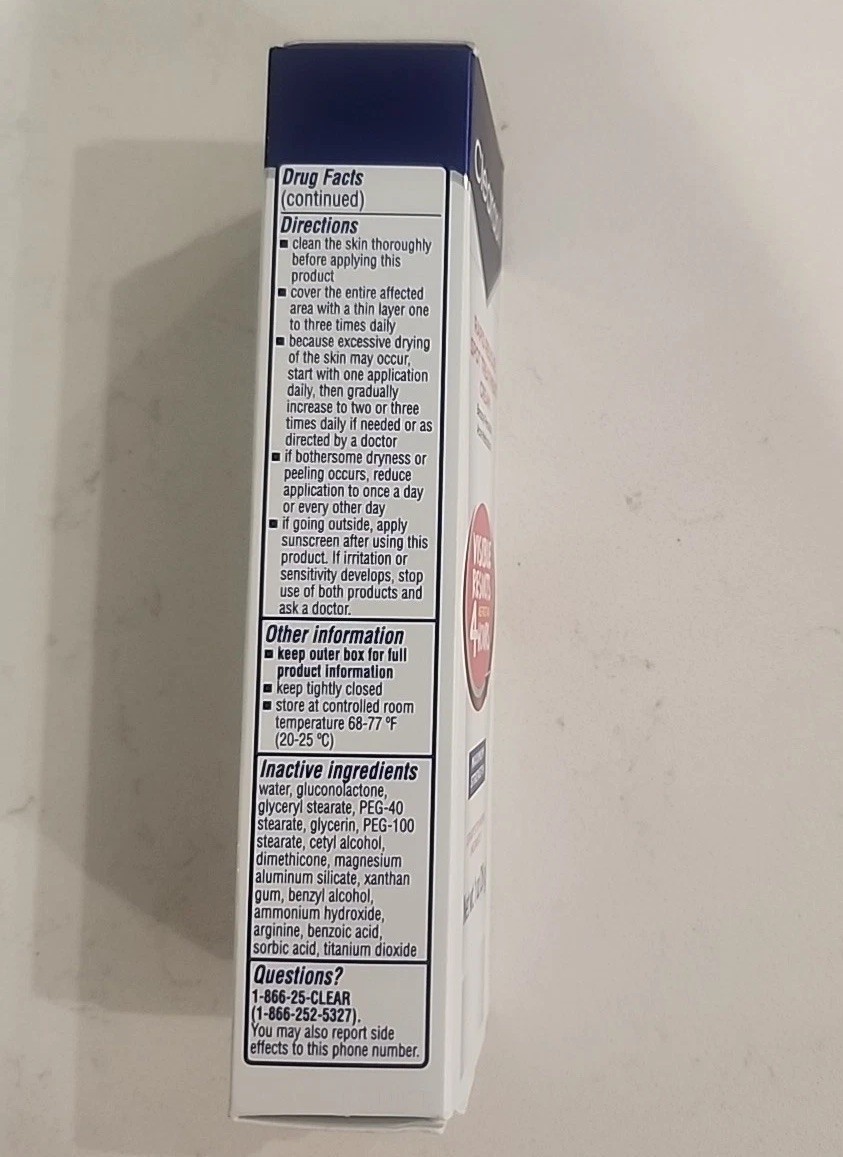 Drug Facts
(continued)
Directions
■ clean the skin thoroughly
before applying this
product
■ cover the entire affected
area with a thin layer one
to three times daily
■ because excessive drying
of the skin may occur,
start with one application
daily, then gradually
increase to two or three
times daily if needed or as
directed by a doctor
■ if bothersome dryness or
peeling occurs, reduce
application to once a day
or every other day
■ if going outside, apply
sunscreen after using this
product. If irritation or
sensitivity develops, stop
use of both products and
ask a doctor.
Other information
■ keep outer box for full
product information
■ keep tightly closed
■ store at controlled room
temperature 68-77 ºF
(20-25 ºC)
Inactive ingredients
water, gluconolactone,
glyceryl stearate, PEG-40
stearate, glycerin, PEG-100
stearate, cetyl alcohol,
dimethicone, magnesium
aluminum silicate, xanthan
gum, benzyl alcohol,
ammonium hydroxide,
arginine, benzoic acid,
sorbic acid, titanium dioxide
Questions?
1-866-25-CLEAR
(1-866-252-5327).
You may also report side
effects to this phone number.
VISIBLE
RESULTS
4